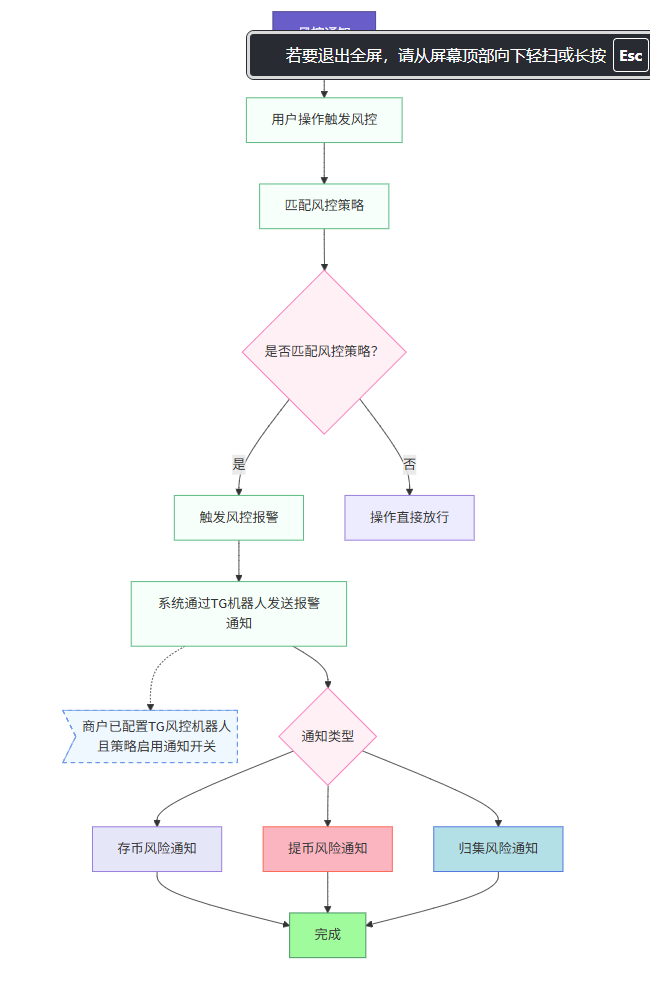 若要退出全屏，请从屏幕顶部向下轻扫或长按 Esc
用户操作触发风控
匹配风控策略
是否匹配风控策略？
是
否
触发风控报警
操作直接放行
系统通过TG机器人发送报警
通知
商户已配置TG风控机器人
且策略启用通知开关
通知类型
存币风险通知
提币风险通知
归集风险通知
完成